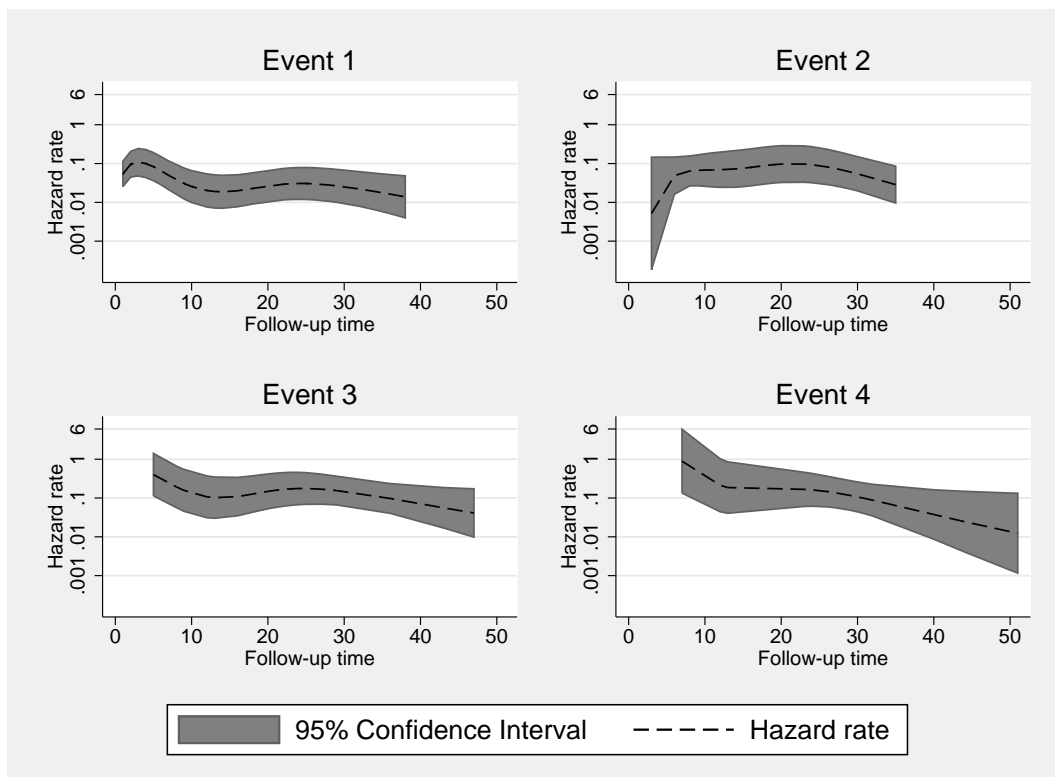 Event 1
Event 2
6
1
.1
.01
.001
Hazard rate
0 10 20 30 40 50
Follow-up time
6
1
.1
.01
.001
Hazard rate
0 10 20 30 40 50
Follow-up time
Event 3
Event 4
6
1
.1
.01
.001
Hazard rate
0 10 20 30 40 50
Follow-up time
6
1
.1
.01
.001
Hazard rate
0 10 20 30 40 50
Follow-up time
95% Confidence Interval
Hazard rate